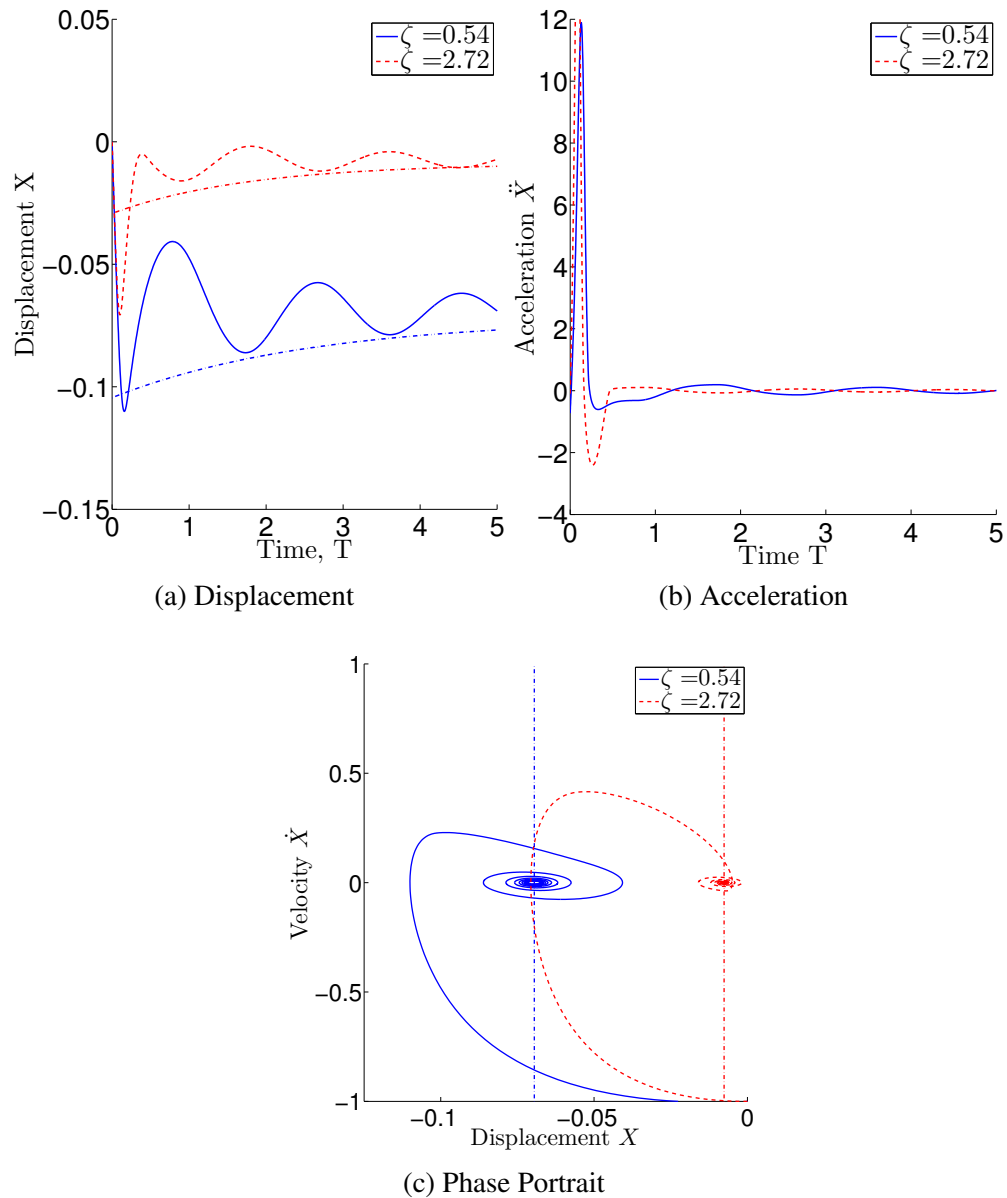 0.05
0
−0.05
−0.1
−0.15
Displacement X
0 1 2 3 4 5
Time, T
ζ =0.54
ζ =2.72
(a) Displacement
12
10
8
6
4
2
0
−2
−4
Acceleration Ẍ
0 1 2 3 4 5
Time T
ζ =0.54
ζ =2.72
(b) Acceleration
1
0.5
0
−0.5
−1
Velocity Ẋ
−0.1 −0.05 0
Displacement X
ζ =0.54
ζ =2.72
(c) Phase Portrait